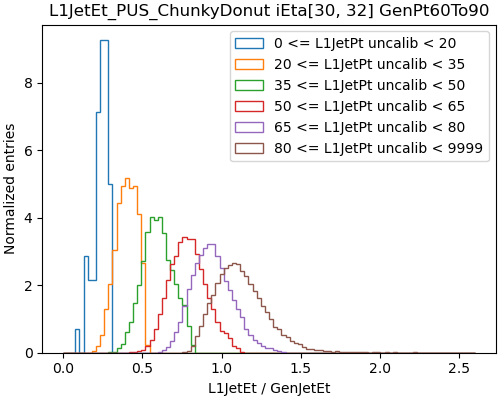 L1JetEt_PUS_ChunkyDonut iEta[30, 32] GenPt60To90
0 <= L1JetPt uncalib < 20
20 <= L1JetPt uncalib < 35
35 <= L1JetPt uncalib < 50
50 <= L1JetPt uncalib < 65
65 <= L1JetPt uncalib < 80
80 <= L1JetPt uncalib < 9999
Normalized entries
8
6
4
2
0
0.0 0.5 1.0 1.5 2.0 2.5
L1JetEt / GenJetEt